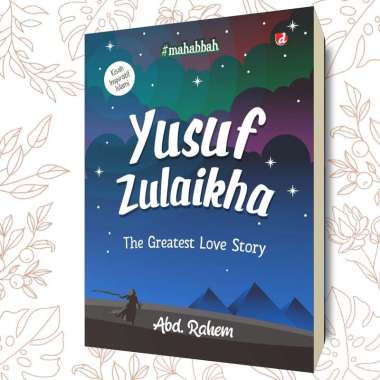 #mahabbah
Kisah
Inspiratif
Islami
Yusuf
Zulaikha
The Greatest Love Story
Abd. Rahem